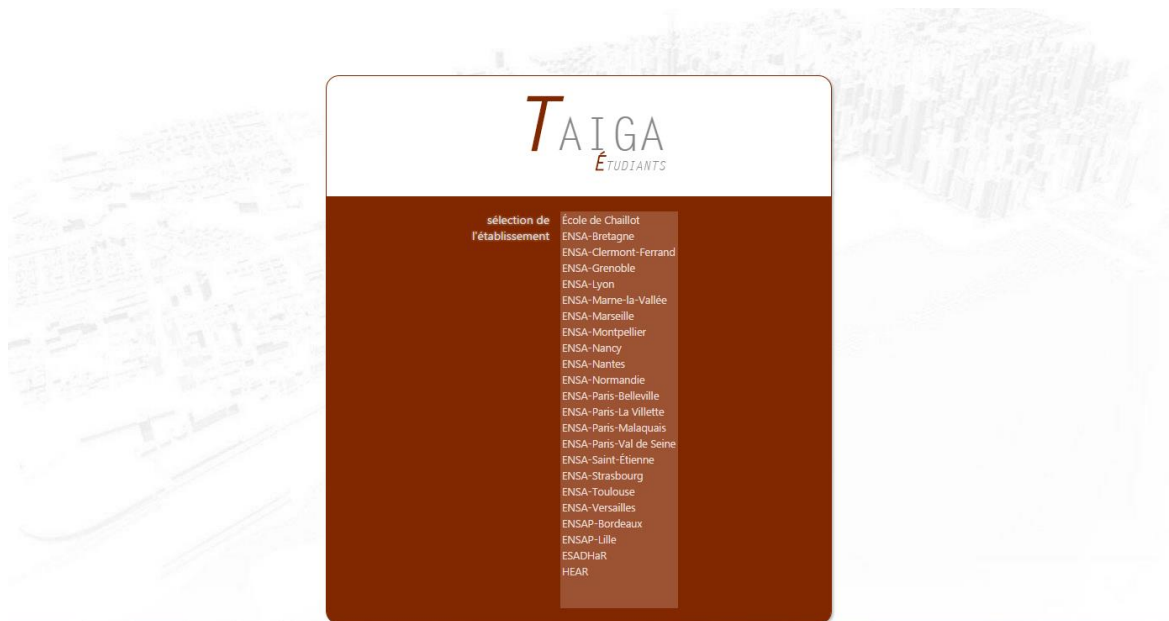 TAIGA
ÉTUDIANTS
sélection de
l'établissement
École de Chaillot
ENSA-Bretagne
ENSA-Clermont-Ferrand
ENSA-Grenoble
ENSA-Lyon
ENSA-Marne-la-Vallée
ENSA-Marseille
ENSA-Montpellier
ENSA-Nancy
ENSA-Nantes
ENSA-Normandie
ENSA-Paris-Belleville
ENSA-Paris-La Villette
ENSA-Paris-Malaquais
ENSA-Paris-Val de Seine
ENSA-Saint-Étienne
ENSA-Strasbourg
ENSA-Toulouse
ENSA-Versailles
ENSAP-Bordeaux
ENSAP-Lille
ESADHaR
HEAR